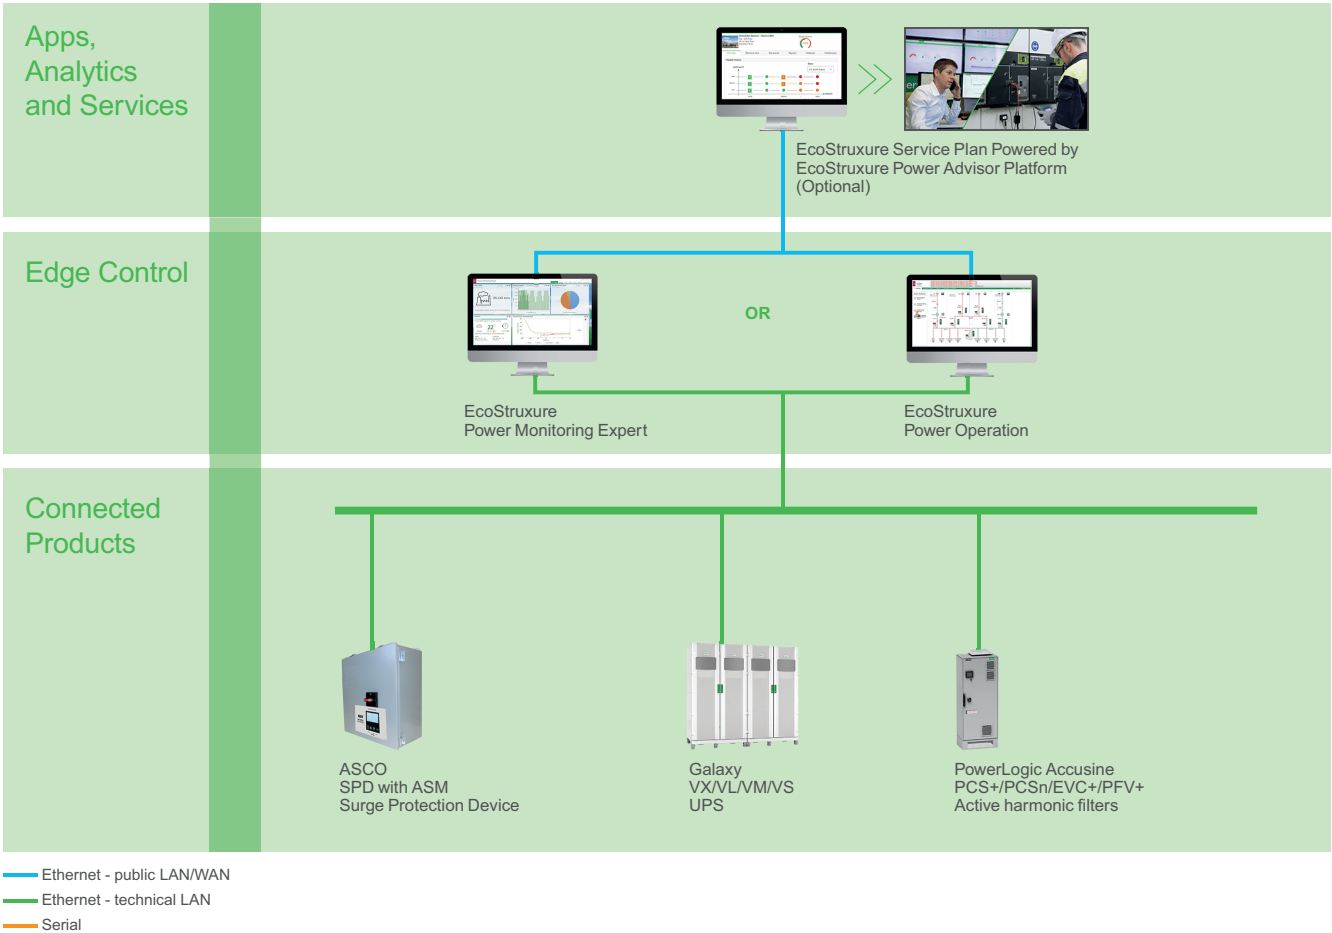 Apps,
Analytics
and Services
EcoStruxure Service Plan Powered by
EcoStruxure Power Advisor Platform
(Optional)
Edge Control
OR
EcoStruxure
Power Monitoring Expert
EcoStruxure
Power Operation
Connected
Products
ASCO
SPD with ASM
Surge Protection Device
Galaxy
VX/VL/VM/VS
UPS
PowerLogic Accusine
PCS+/PCSn/EVC+/PFV+
Active harmonic filters
Ethernet - public LAN/WAN
Ethernet - technical LAN
Serial